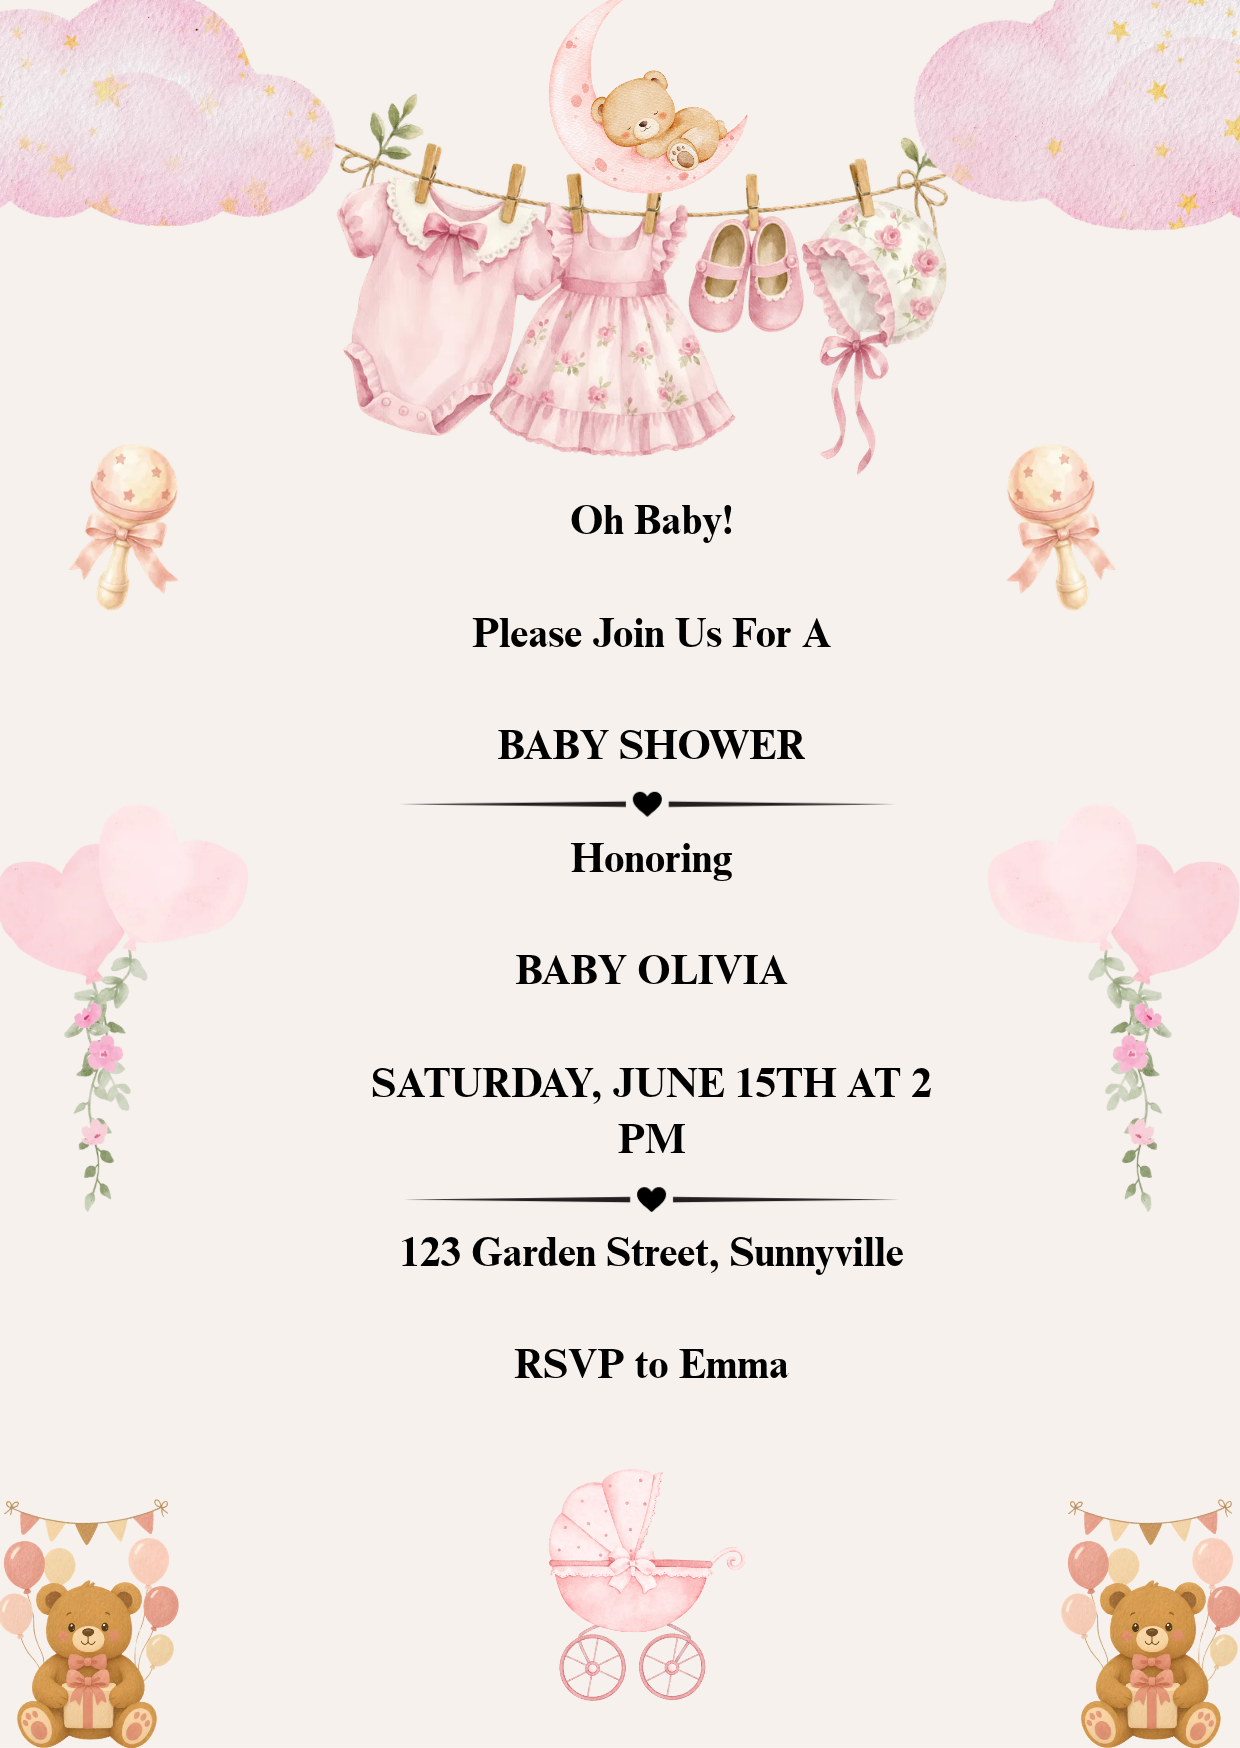 Oh Baby!
Please Join Us For A
BABY SHOWER
Honoring
BABY OLIVIA
SATURDAY, JUNE 15TH AT 2
PM
123 Garden Street, Sunnyville
RSVP to Emma